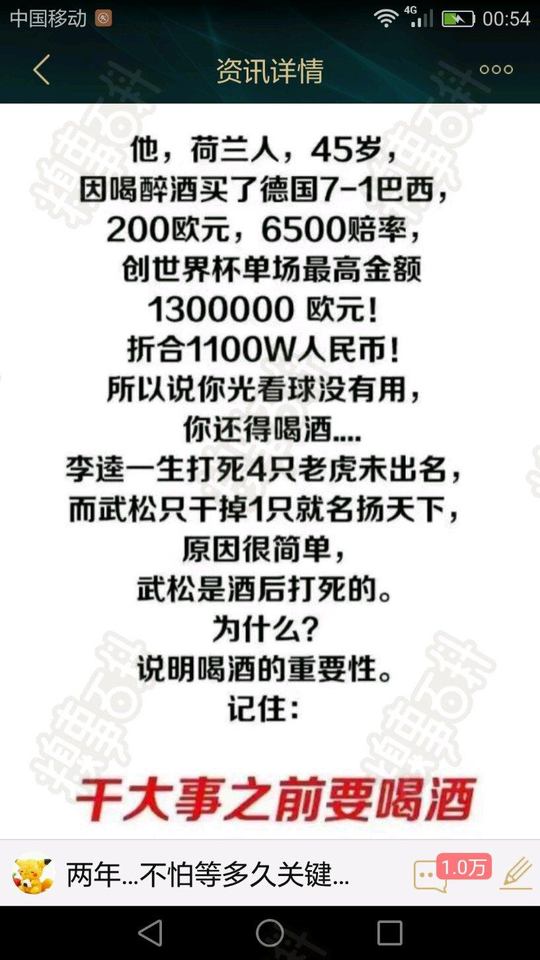 中国移动
4G
00:54
资讯详情
他，荷兰人，45岁，
因喝醉酒买了德国7-1巴西，
200欧元，6500赔率，
创世界杯单场最高金额
1300000 欧元！
折合1100W人民币！
所以说你光看球没有用，
你还得喝酒....
李逵一生打死4只老虎未出名，
而武松只干掉1只就名扬天下，
原因很简单，
武松是酒后打死的。
为什么？
说明喝酒的重要性。
记住：
干大事之前要喝酒
两年...不怕等多久关键...
1.0万
糗事百科